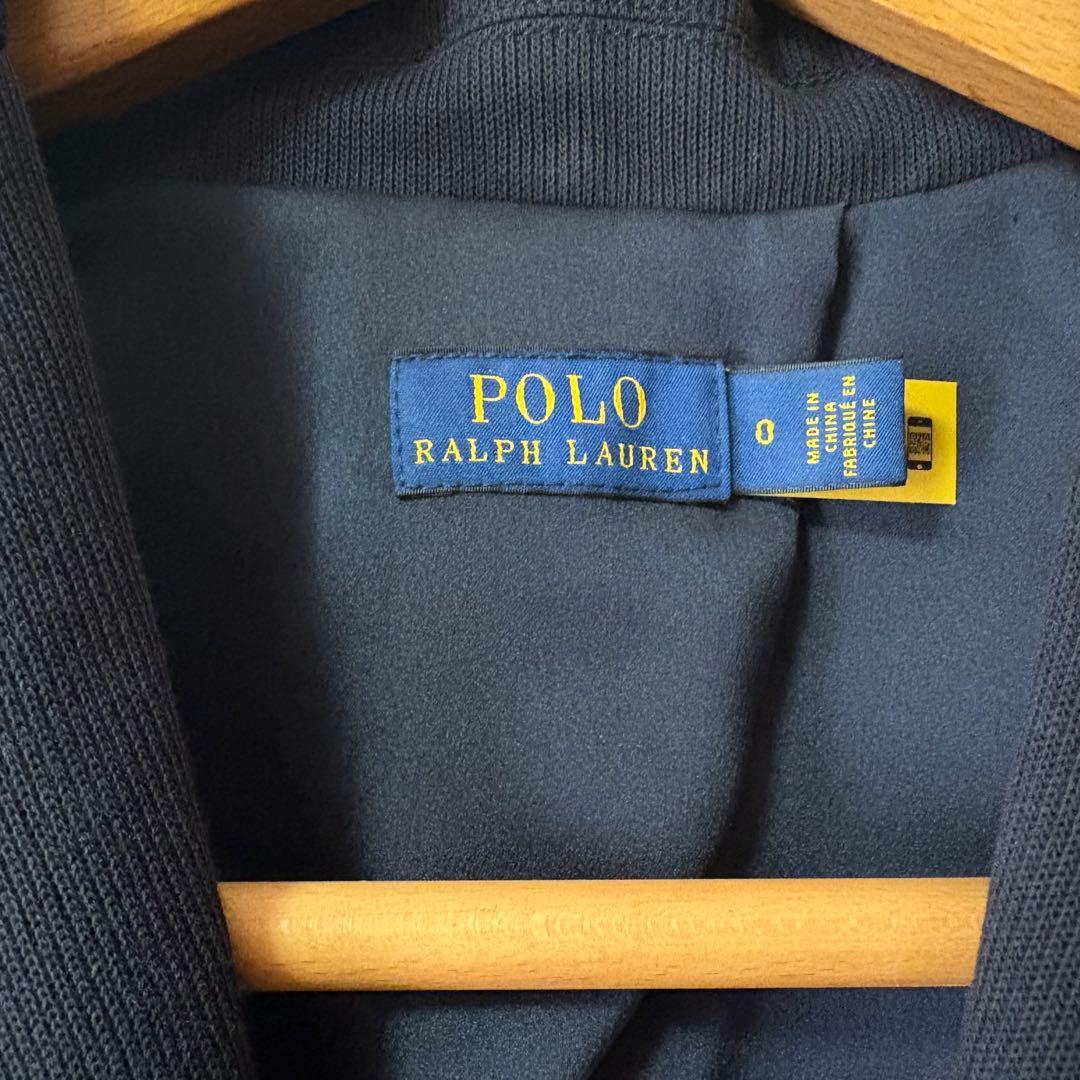 POLO
RALPH LAUREN
0
MADE IN
CHINA
FABRIQUÉ EN
CHINE